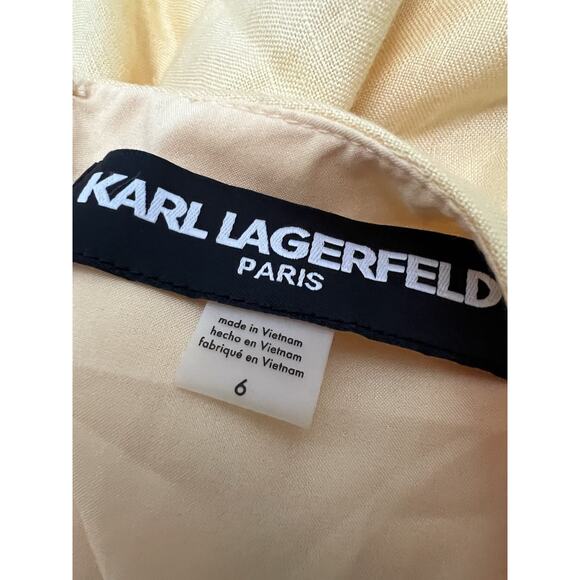 KARL LAGERFELD
PARIS
made in Vietnam
hecho en Vietnam
fabriqué en Vietnam
6